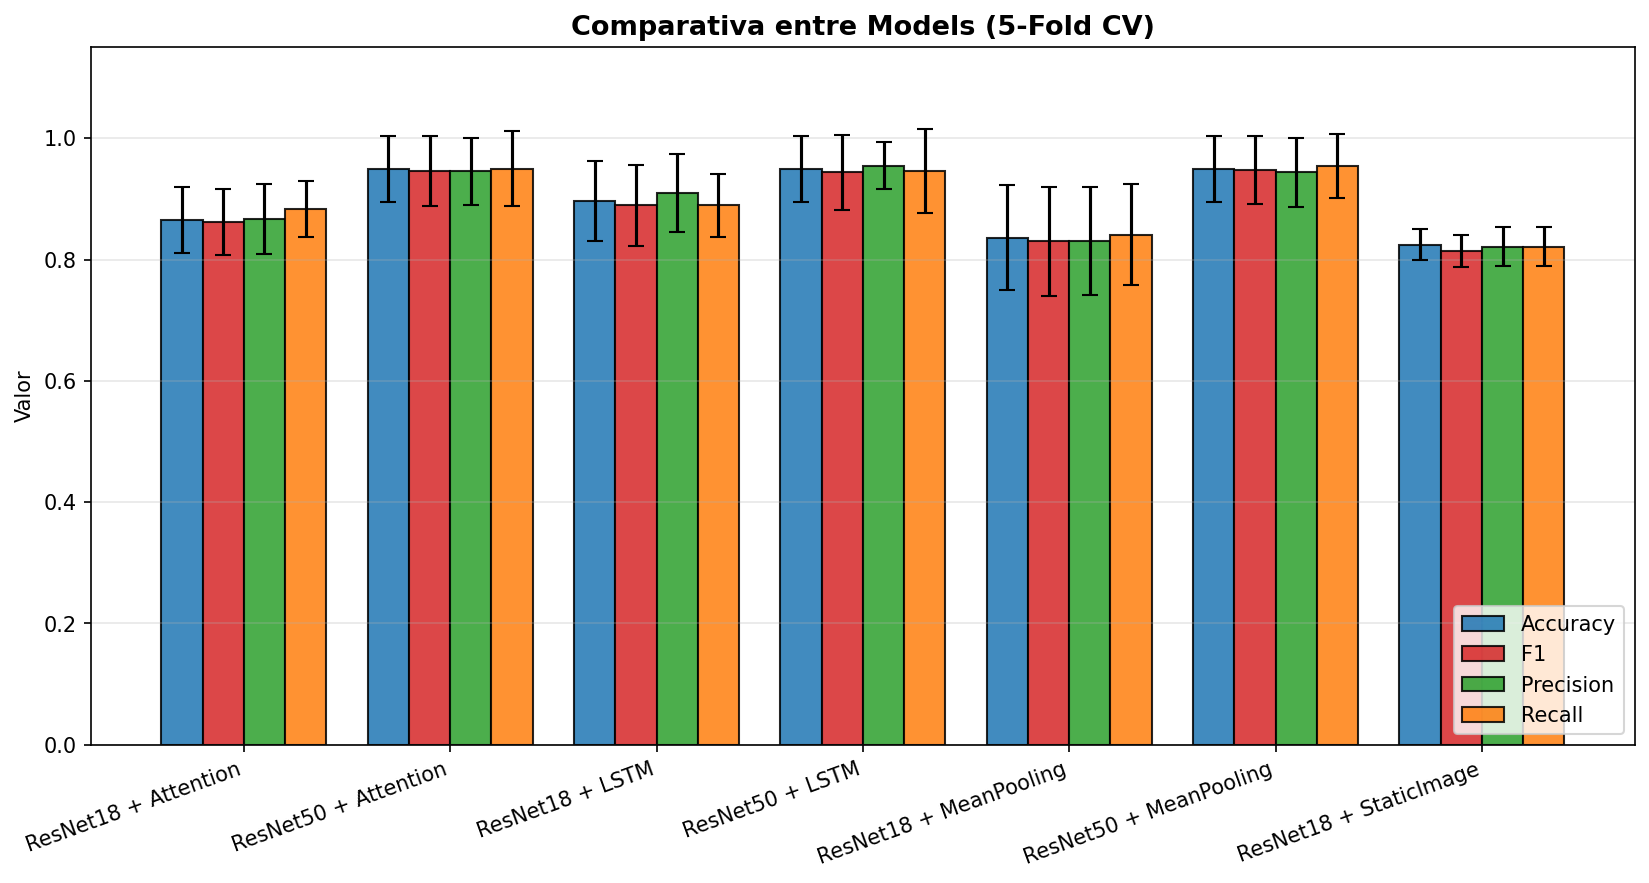 Comparativa entre Models (5-Fold CV)
Valor
1.0
0.8
0.6
0.4
0.2
0.0
Accuracy
F1
Precision
Recall
ResNet18 + Attention
ResNet50 + Attention
ResNet18 + LSTM
ResNet50 + LSTM
ResNet18 + MeanPooling
ResNet50 + MeanPooling
ResNet18 + StaticImage